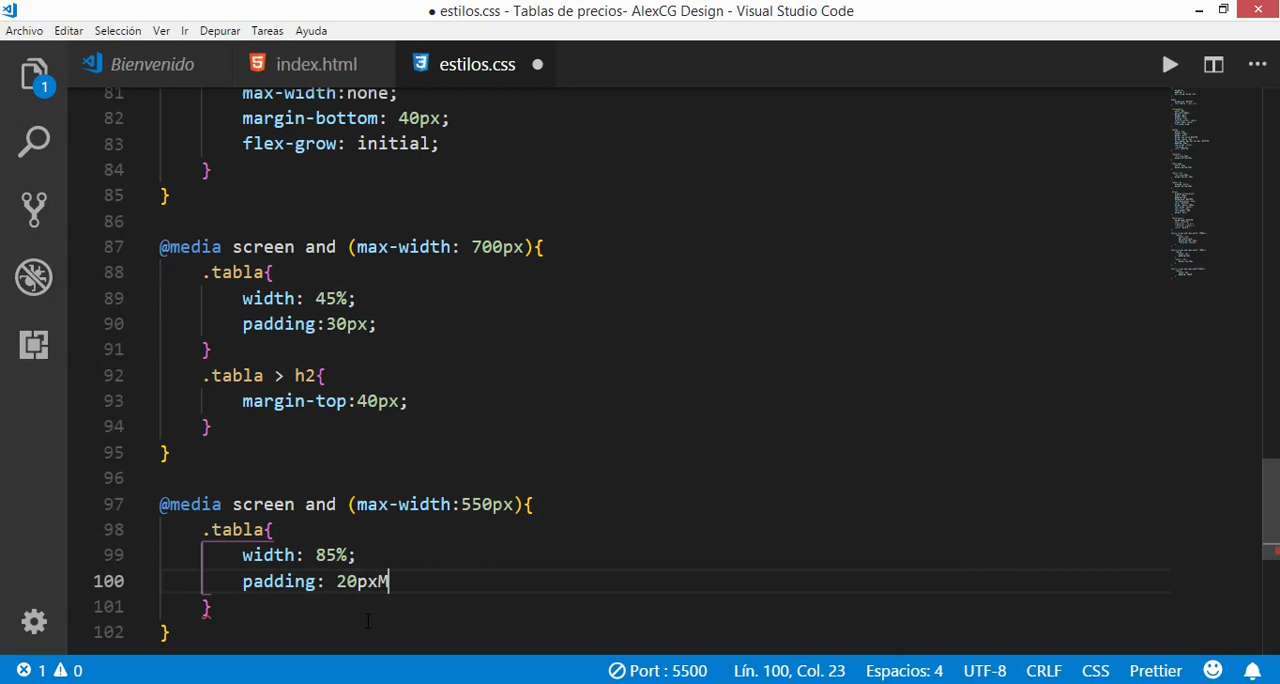 ● estilos.css - Tablas de precios- AlexCG Design - Visual Studio Code
Archivo Editar Selección Ver Ir Depurar Tareas Ayuda
Bienvenido index.html estilos.css ●
1
81 max-width:none;
82 margin-bottom: 40px;
83 flex-grow: initial;
84 }
85 }
86
87 @media screen and (max-width: 700px){
88 .tabla{
89 width: 45%;
90 padding:30px;
91 }
92 .tabla > h2{
93 margin-top:40px;
94 }
95 }
96
97 @media screen and (max-width:550px){
98 .tabla{
99 width: 85%;
100 padding: 20pxM
101 }
102 }
1 0 Port : 5500 Lín. 100, Col. 23 Espacios: 4 UTF-8 CRLF CSS Prettier